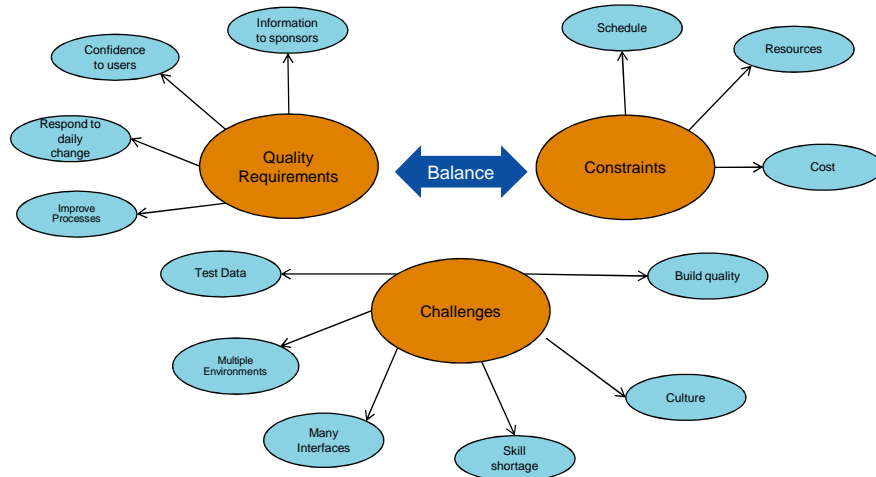 Information
to sponsors
Confidence
to users
Respond to
daily
change
Improve
Processes
Quality
Requirements
Balance
Schedule
Resources
Constraints
Cost
Test Data
Build quality
Challenges
Multiple
Environments
Culture
Many
Interfaces
Skill
shortage